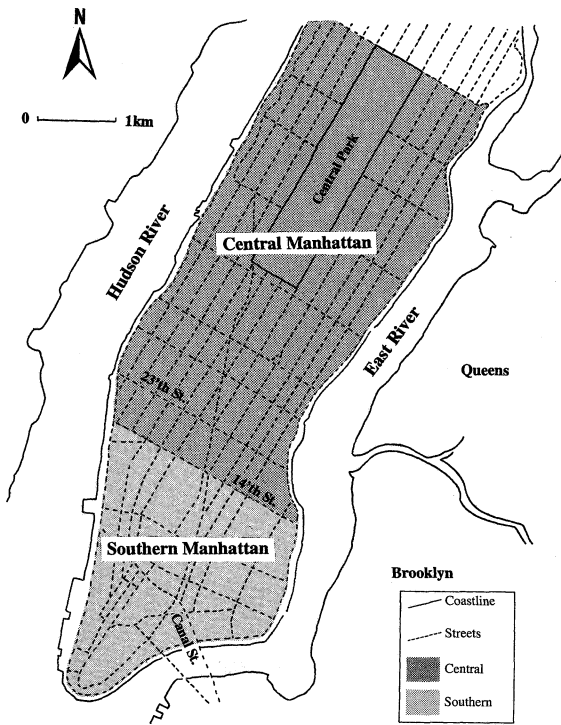 N
0 1km
Central Park
Hudson River
Central Manhattan
East River
Queens
23'th St.
14'th St.
Southern Manhattan
Canal St.
Brooklyn
Coastline
Streets
Central
Southern